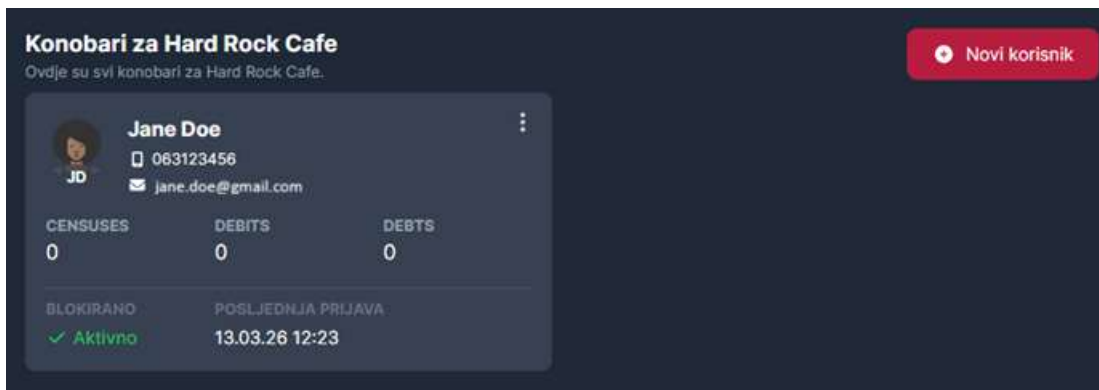 Konobari za Hard Rock Cafe
Ovdje su svi konobari za Hard Rock Cafe.
Novi korisnik
Jane Doe
063123456
JD
jane.doe@gmail.com
CENSUSES DEBITS DEBTS
0 0 0
BLOKIRANO POSLJEDNJA PRIJAVA
Aktivno 13.03.26 12:23